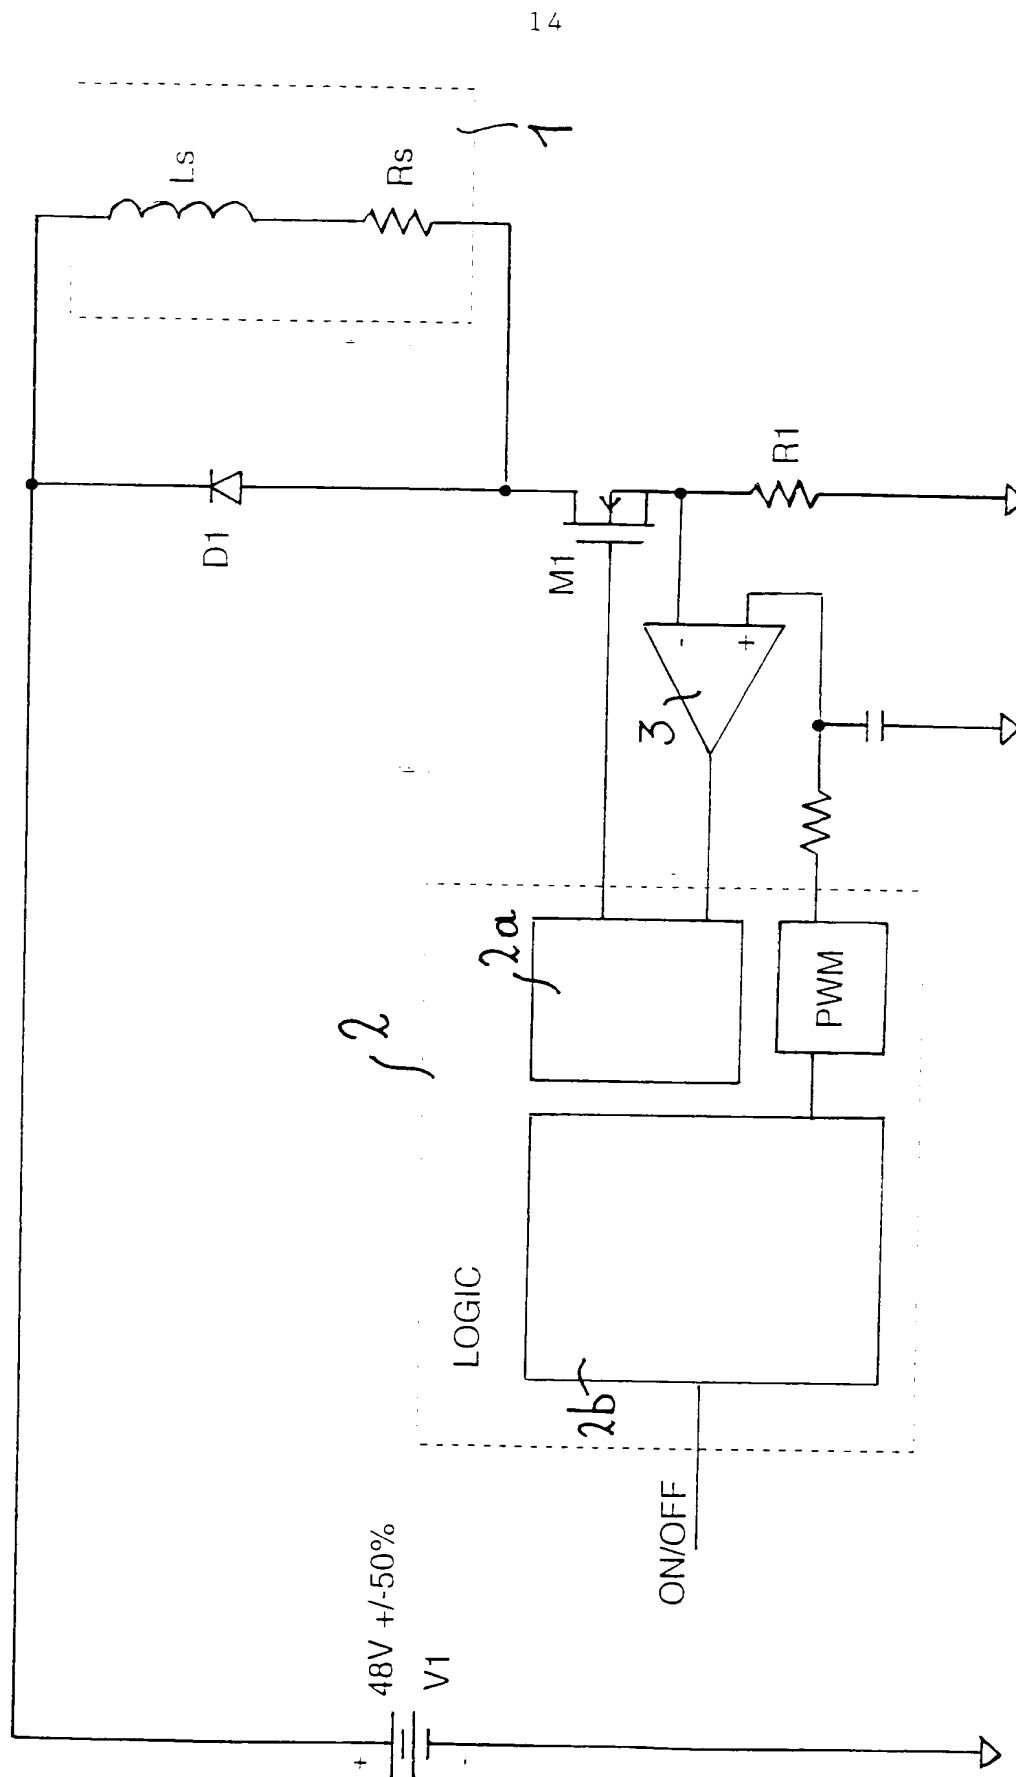 14
1
Ls
Rs
D1
M1
R1
-
+
3
2
2a
PWM
LOGIC
2b
ON/OFF
48V +/-50%
V1
+
-